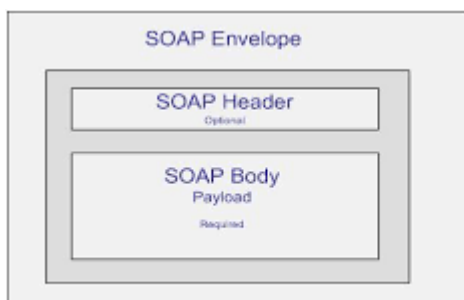 SOAP Envelope
SOAP Header
Optional
SOAP Body
Payload
Required